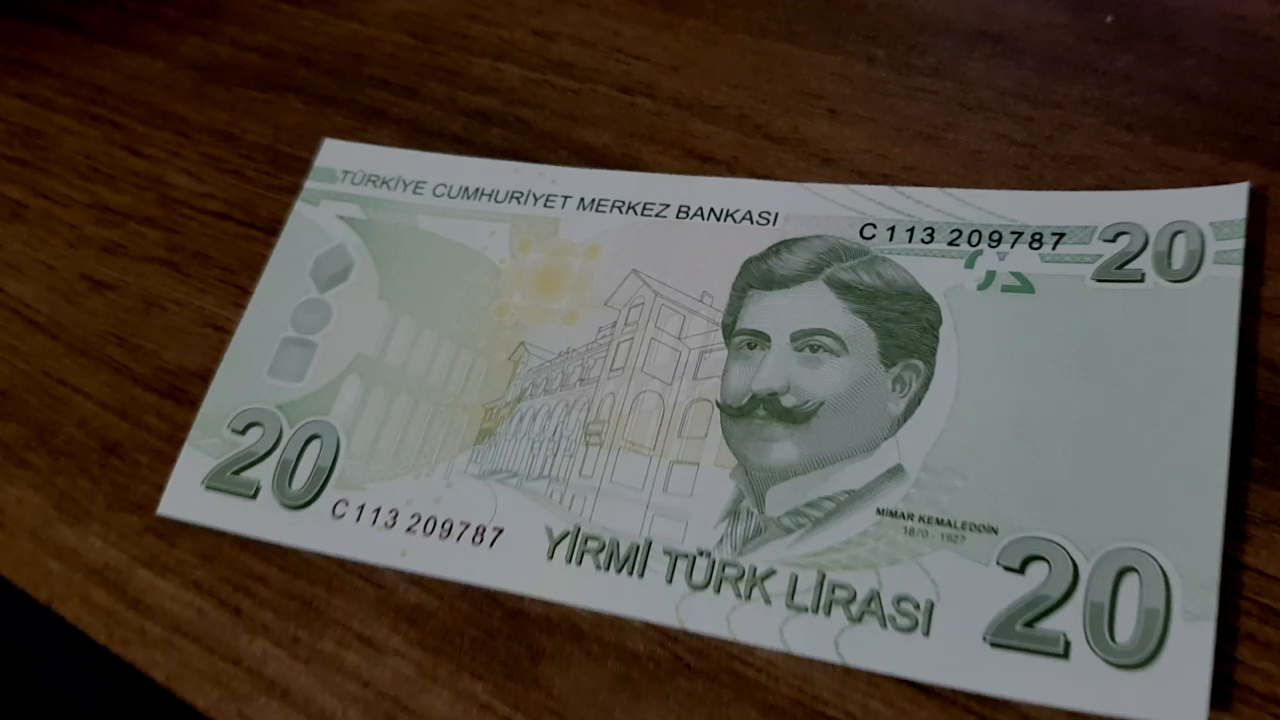 TÜRKİYE CUMHURİYET MERKEZ BANKASI
C113 209787
20
20
C113 209787
MİMAR KEMALEDDİN
1870 - 1927
YİRMİ TÜRK LİRASI
20